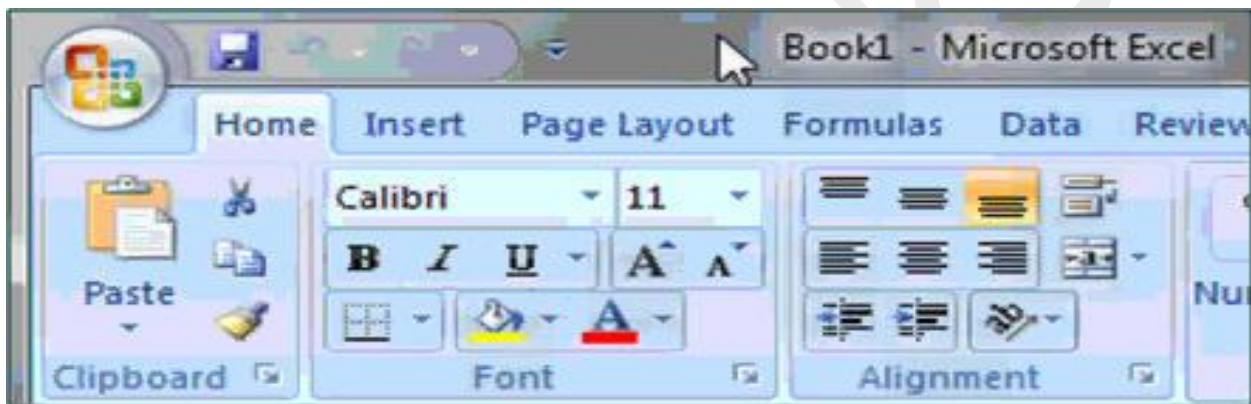 Book1 - Microsoft Excel
Home Insert Page Layout Formulas Data Review
Calibri 11
B I U A A
Paste
A
Clipboard Font Alignment